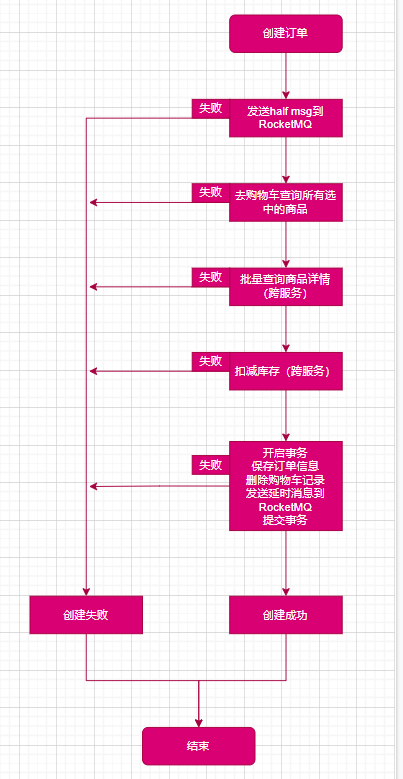 创建订单
失败
发送half msg到
RocketMQ
失败
去购物车查询所有选
中的商品
失败
批量查询商品详情
（跨服务）
失败
扣减库存（跨服务）
失败
开启事务
保存订单信息
删除购物车记录
发送延时消息到
RocketMQ
提交事务
创建失败
创建成功
结束